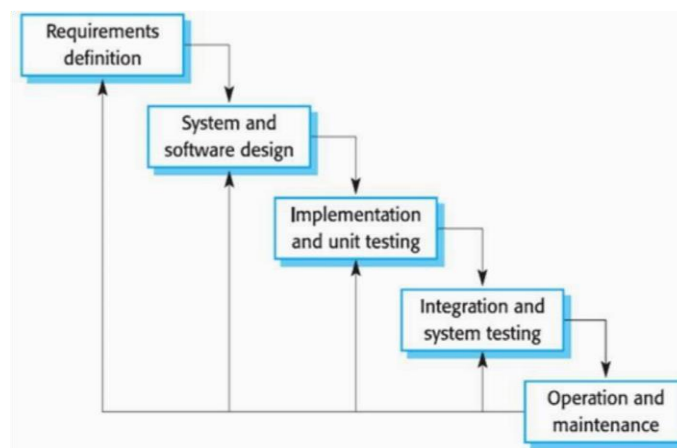 Requirements
definition
System and
software design
Implementation
and unit testing
Integration and
system testing
Operation and
maintenance